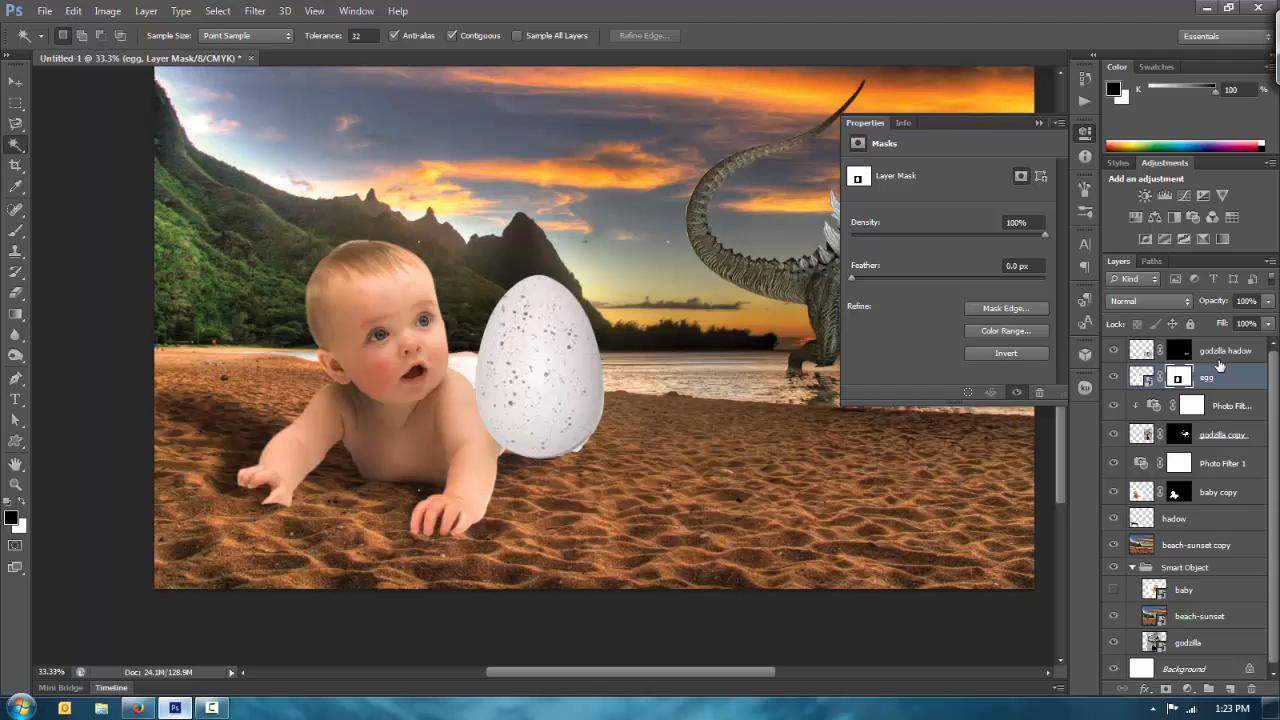 Ps File Edit Image Layer Type Select Filter 3D View Window Help
Sample Size: Point Sample Tolerance: 32 Anti-alias Contiguous Sample All Layers Refine Edge... Essentials
Untitled-1 @ 33.3% (egg, Layer Mask/8/CMYK) * ×
Color Swatches
K 100 %
Properties Info
Masks
Layer Mask
Density: 100%
Feather: 0.0 px
Refine: Mask Edge...
Color Range...
Invert
Styles Adjustments
Add an adjustment
Layers Paths
Kind
Normal Opacity: 100%
Lock: Fill: 100%
godzilla hadow
egg
Photo Filt...
godzilla copy
Photo Filter 1
baby copy
hadow
beach-sunset copy
Smart Object
baby
beach-sunset
godzilla
Background
ku
33.33% Doc: 24.1M/128.9M
Mini Bridge Timeline
1:23 PM